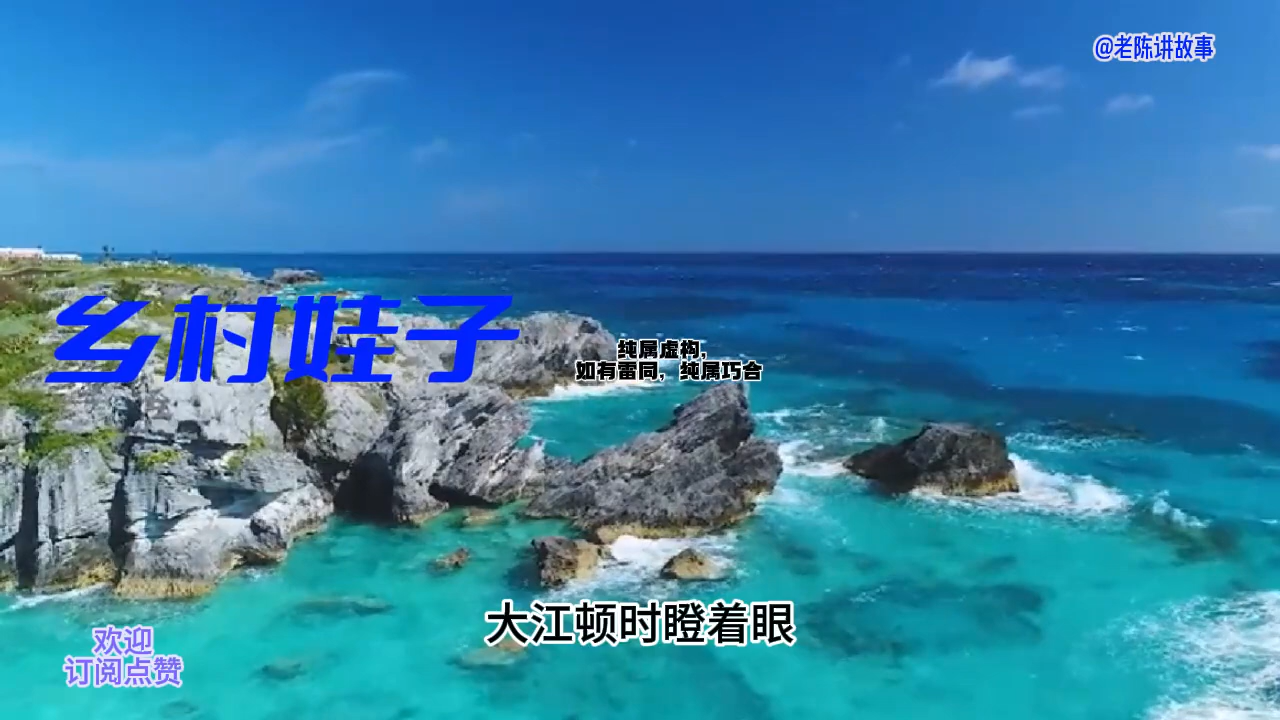 @老陈讲故事
乡村娃子
纯属虚构，
如有雷同，纯属巧合
大江顿时瞪着眼
欢迎
订阅点赞